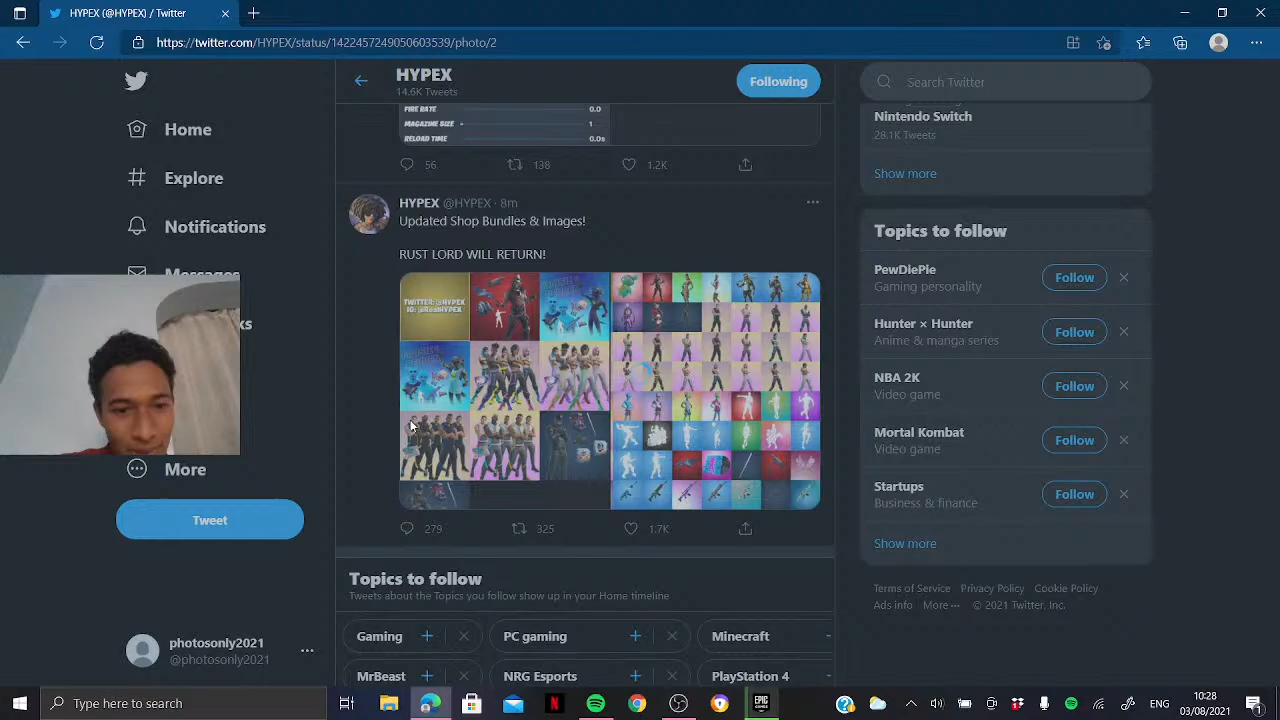 HYPEX (@HYPEX) / Twitter
https://twitter.com/HYPEX/status/1422457249050603539/photo/2
HYPEX
14.6K Tweets
Following
Search Twitter
Home
Explore
Notifications
Messages
More
Tweet
photosonly2021
@photosonly2021
FIRE RATE 0.0
MAGAZINE SIZE 1
RELOAD TIME 0.0s
56 138 1.2K
HYPEX @HYPEX · 8m
Updated Shop Bundles & Images!
RUST LORD WILL RETURN!
TWITTER: @HYPEX
279 325 1.7K
Topics to follow
Tweets about the Topics you follow show up in your Home timeline
Gaming
PC gaming
Minecraft
MrBeast
NRG Esports
PlayStation 4
Nintendo Switch
28.1K Tweets
Show more
Topics to follow
PewDiePie
Gaming personality
Follow
Hunter × Hunter
Anime & manga series
Follow
NBA 2K
Video game
Follow
Mortal Kombat
Video game
Follow
Startups
Business & finance
Follow
Show more
Terms of Service Privacy Policy Cookie Policy
Ads info More ··· © 2021 Twitter, Inc.
Type here to search
EPIC GAMES
ENG
10:28
03/08/2021